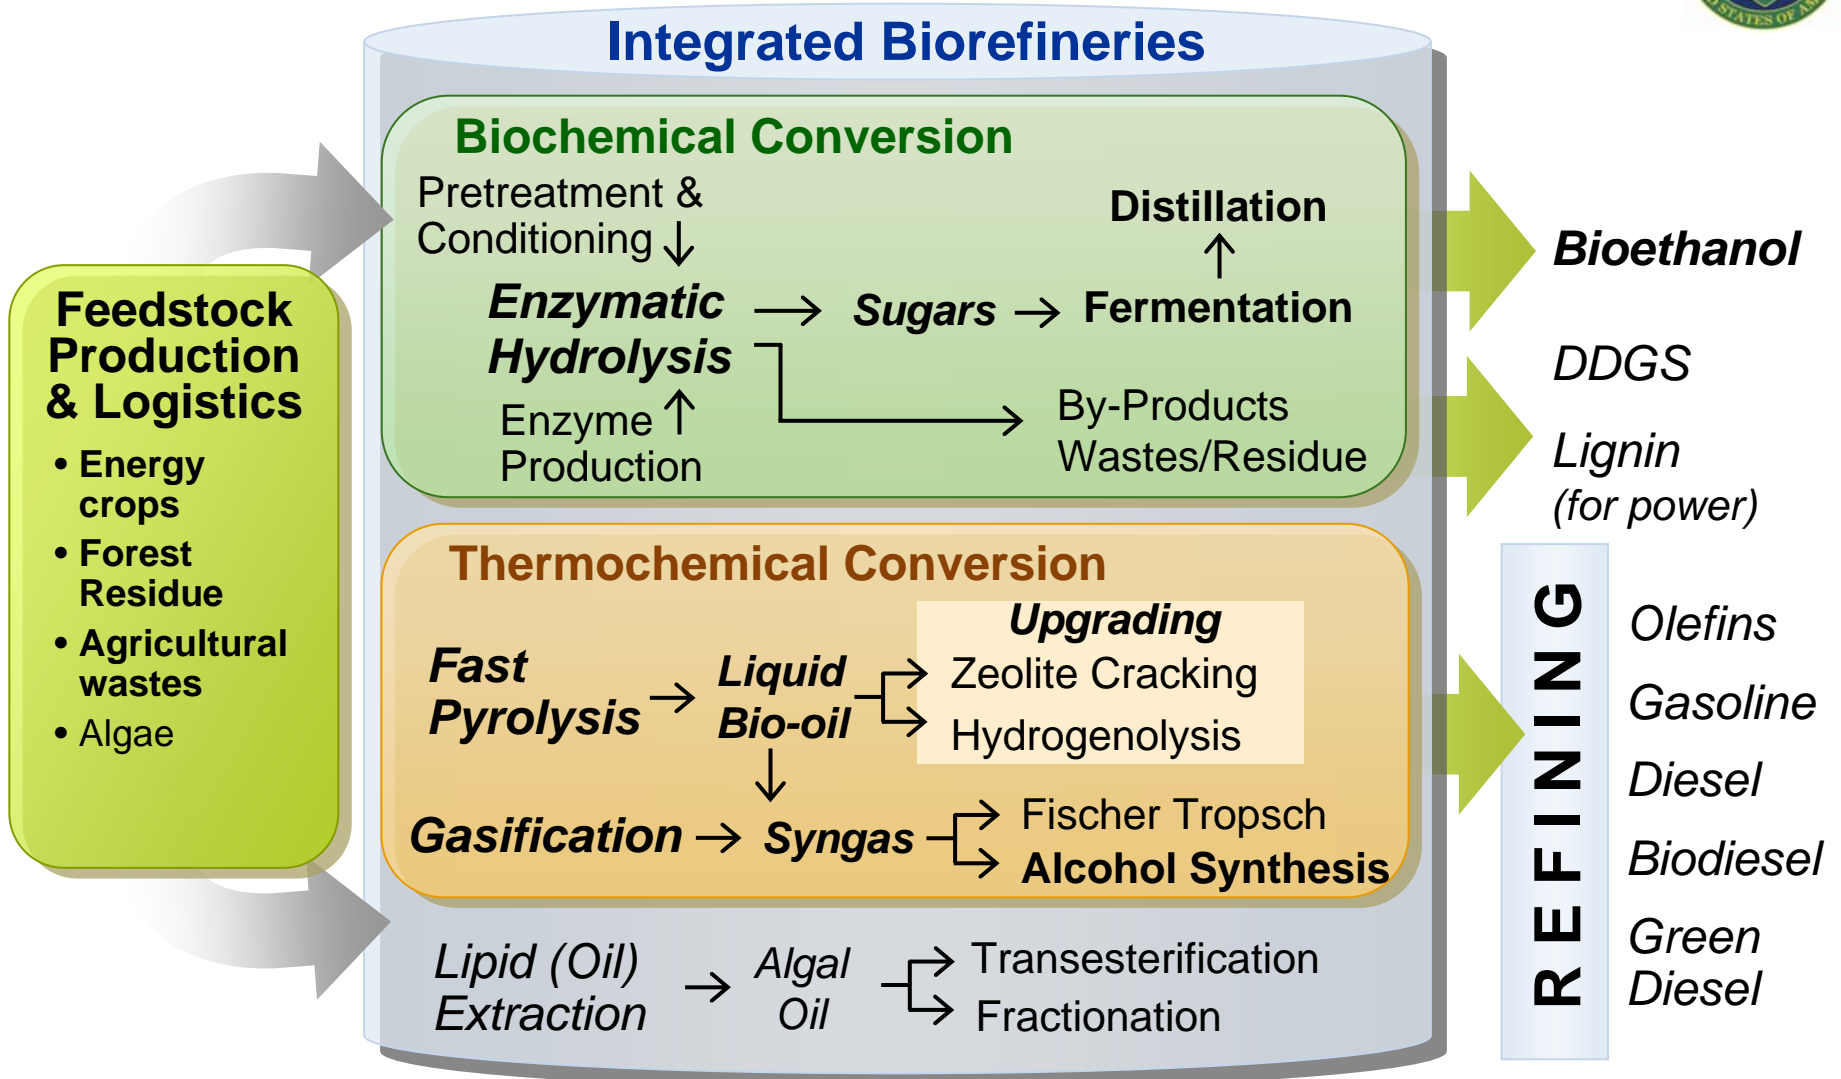 Integrated Biorefineries
Feedstock
Production
& Logistics
• Energy
crops
• Forest
Residue
• Agricultural
wastes
• Algae
Biochemical Conversion
Pretreatment &
Conditioning
Enzymatic
Hydrolysis
Enzyme
Production
Sugars
Fermentation
Distillation
By-Products
Wastes/Residue
Thermochemical Conversion
Fast
Pyrolysis
Liquid
Bio-oil
Upgrading
Zeolite Cracking
Hydrogenolysis
Gasification
Syngas
Fischer Tropsch
Alcohol Synthesis
Lipid (Oil)
Extraction
Algal
Oil
Transesterification
Fractionation
Bioethanol
DDGS
Lignin
(for power)
REFINING
Olefins
Gasoline
Diesel
Biodiesel
Green
Diesel
STATES OF